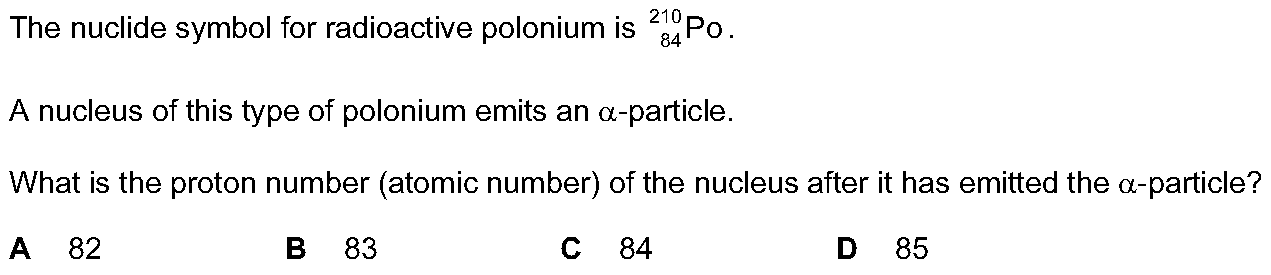 The nuclide symbol for radioactive polonium is ²¹⁰₈₄Po.
A nucleus of this type of polonium emits an α-particle.
What is the proton number (atomic number) of the nucleus after it has emitted the α-particle?
A 82 B 83 C 84 D 85